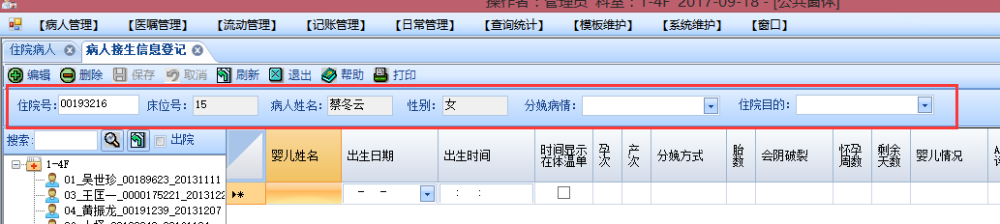 操作者：管理员 科室：1-4F 2017-09-18 - [公共窗体]
【病人管理】 【医嘱管理】 【流动管理】 【记账管理】 【日常管理】 【查询统计】 【模板维护】 【系统维护】 【窗口】
住院病人 病人接生信息登记
编辑 删除 保存 取消 刷新 退出 帮助 打印
住院号: 00193216 床位号: 15 病人姓名: 蔡冬云 性别: 女 分娩病情: 住院目的:
搜索: 出院
婴儿姓名 出生日期 出生时间 时间显示在体温单 孕次 产次 分娩方式 胎数 会阴破裂 怀孕周数 剩余天数 婴儿情况
1-4F
01_吴世珍_00189623_20131111
- - : :
03_王匡一_0000175221_2013122
04_黄振龙_00191239_20131207